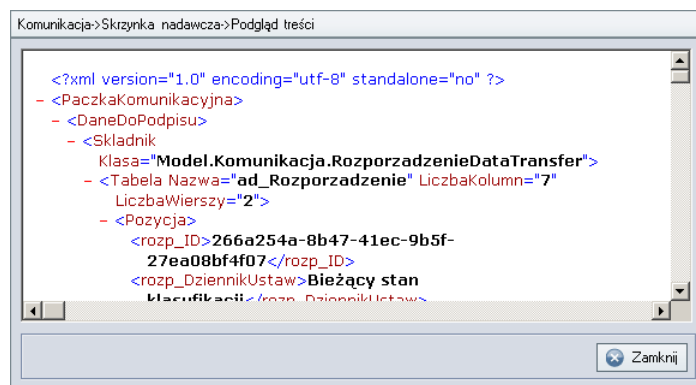 Komunikacja->Skrzynka nadawcza->Podgląd treści
<?xml version="1.0" encoding="utf-8" standalone="no" ?>
– <PaczkaKomunikacyjna>
– <DaneDoPodpisu>
– <Skladnik
Klasa="Model.Komunikacja.RozporzadzenieDataTransfer">
– <Tabela Nazwa="ad_Rozporzadzenie" LiczbaKolumn="7"
LiczbaWierszy="2">
– <Pozycja>
<rozp_ID>266a254a-8b47-41ec-9b5f-
27ea08bf4f07</rozp_ID>
<rozp_DziennikUstaw>Bieżący stan
klasyfikacji</rozp_DziennikUstaw>
Zamknij